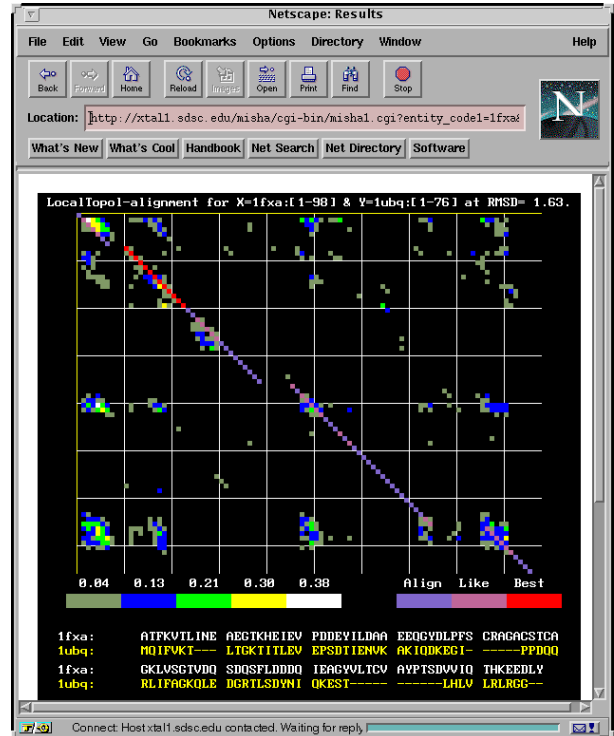 Netscape: Results
File Edit View Go Bookmarks Options Directory Window Help
Back Forward Home Reload Images Open Print Find Stop
Location: http://xtal1.sdsc.edu/misha/cgi-bin/misha1.cgi?entity_code1=1fxa&
N
What's New What's Cool Handbook Net Search Net Directory Software
LocalTopol-alignment for X=1fxa:[1-98] & Y=1ubq:[1-76] at RMSD= 1.63.
0.04 0.13 0.21 0.30 0.38 Align Like Best
1fxa: ATFKVTLINE AEGTKHEIEV PDDEYILDAA EEQGYDLPFS CRAGACSTCA
1ubq: MQIFVKT--- LTGKTITLEV EPSDTIENVK AKIQDKEGI- -----PPDQQ
1fxa: GKLVSGTVDQ SDQSFLDDDQ IEAGYVLTCV AYPTSDVVIQ THKEEDLY
1ubq: RLIFAGKQLE DGRTLSDYNI QKEST----- ------LHLV LRLRGG--
Connect: Host xtal1.sdsc.edu contacted. Waiting for reply